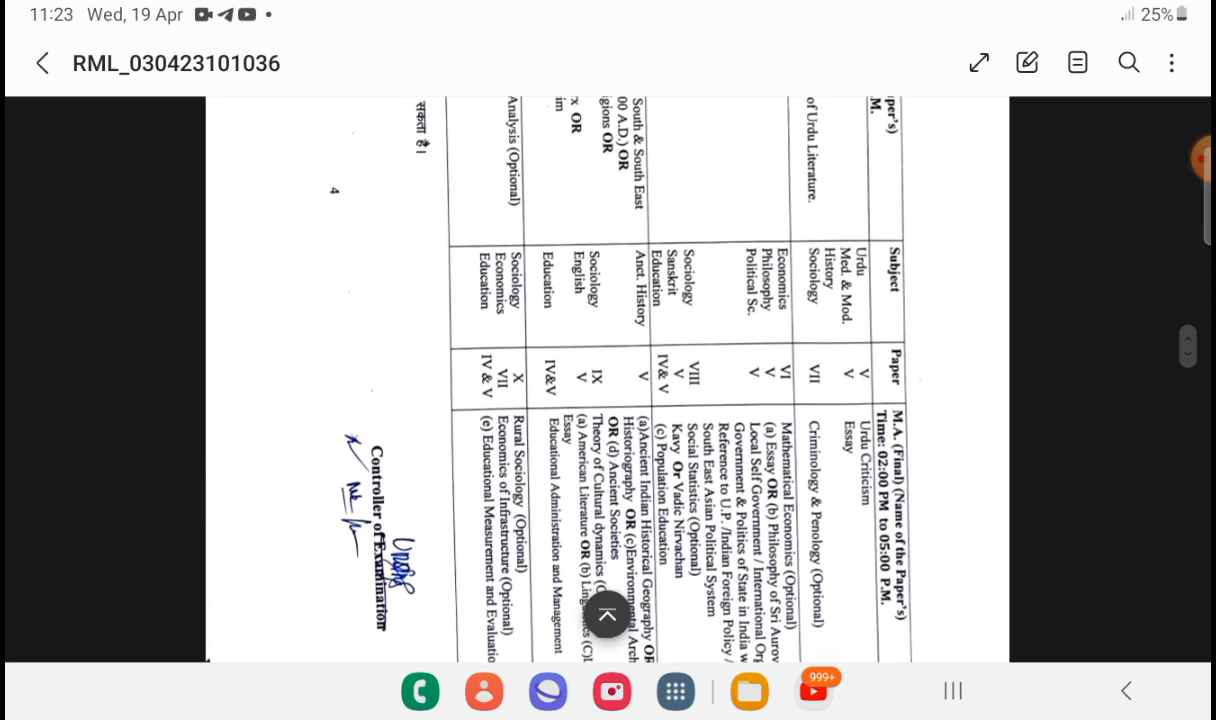 11:23 Wed, 19 Apr
25%
RML_030423101036
aper's)
.M.
of Urdu Literature.
South & South East
00 A.D.) OR
igions OR
x OR
im
Analysis (Optional)
सकता है।
4
Subject
Paper
M.A. (Final) (Name of the Paper's)
Time: 02:00 PM to 05:00 P.M.
Urdu V Urdu Criticism
Med. & Mod. V Essay
History
Sociology VII Criminology & Penology (Optional)
Economics VI Mathematical Economics (Optional)
Philosophy V (a) Essay OR (b) Philosophy of Sri Aurov
Political Sc. V Local Self Government / International Org
Government & Politics of State in India w
Reference to U.P. /Indian Foreign Policy /
South East Asian Political System
Sociology VIII Social Statistics (Optional)
Sanskrit V Kavy Or Vadic Nirvachan
Education IV& V (c) Population Education
Anct. History V (a)Ancient Indian Historical Geography OR
Historiography OR (c)Environmental Arch
OR (d) Ancient Societies
Sociology IX Theory of Cultural dynamics
English V (a) American Literature OR (b)
Essay
Education IV&V Educational Administration and Management
Sociology X Rural Sociology (Optional)
Economics VII Economics of Infrastructure (Optional)
Education IV & V (e) Educational Measurement and Evaluatio
Controller of Examination
999+